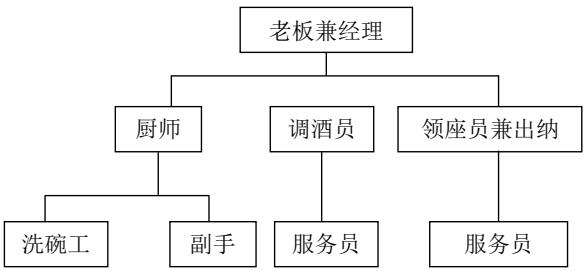 老板兼经理
厨师
调酒员
领座员兼出纳
洗碗工
副手
服务员
服务员